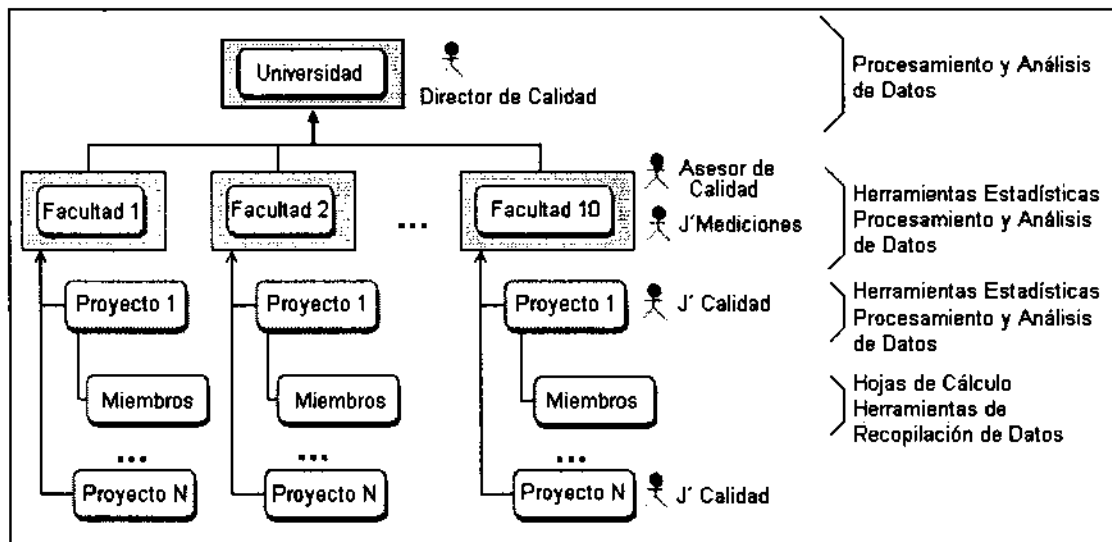 Universidad
Director de Calidad
Procesamiento y Análisis
de Datos
Facultad 1
Facultad 2
...
Facultad 10
Asesor de
Calidad
J´Mediciones
Herramientas Estadísticas
Procesamiento y Análisis
de Datos
Proyecto 1
Proyecto 1
Proyecto 1
J´ Calidad
Herramientas Estadísticas
Procesamiento y Análisis
de Datos
Miembros
Miembros
Miembros
Hojas de Cálculo
Herramientas de
Recopilación de Datos
...
...
...
Proyecto N
Proyecto N
Proyecto N
J´ Calidad